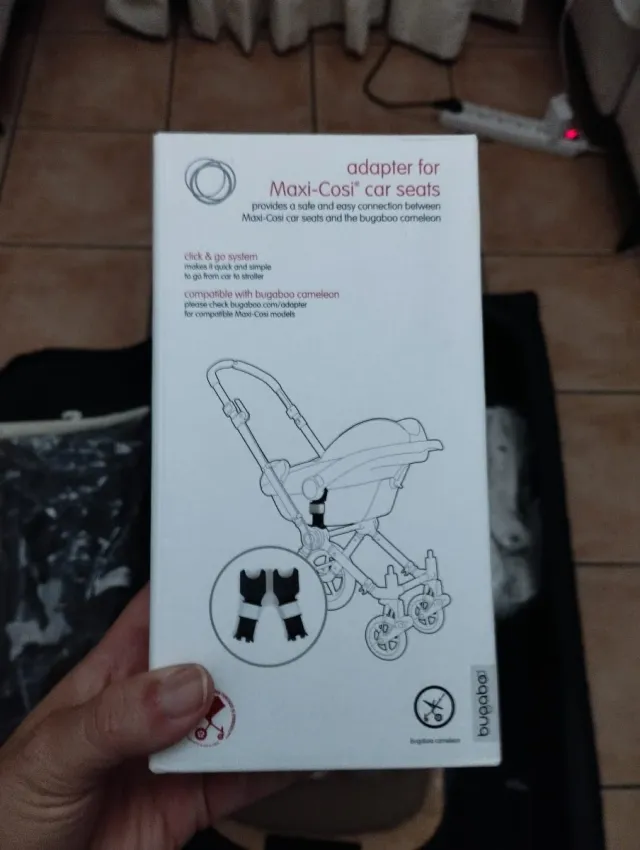 adapter for
Maxi-Cosi® car seats
provides a safe and easy connection between
Maxi-Cosi car seats and the bugaboo cameleon
click & go system
makes it quick and simple
to go from car to stroller
compatible with bugaboo cameleon
please check bugaboo.com/adapter
for compatible Maxi-Cosi models
bugaboo
bugaboo cameleon